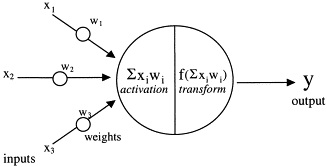 x₁
w₁
x₂
w₂
Σxᵢwᵢ
activation
f(Σxᵢwᵢ)
transform
y
output
w₃
weights
inputs
x₃